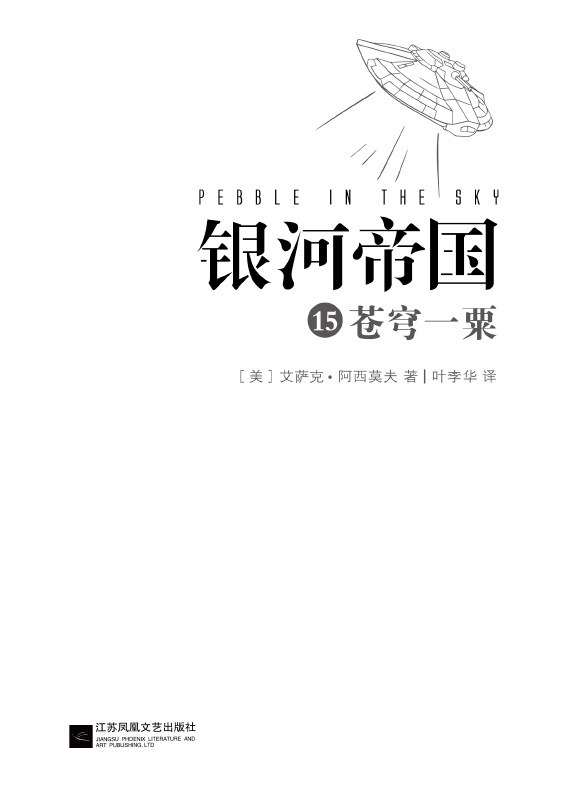 PEBBLE IN THE SKY
银河帝国
15 苍穹一粟
［美］艾萨克·阿西莫夫 著 | 叶李华 译
江苏凤凰文艺出版社
JIANGSU PHOENIX LITERATURE AND
ART PUBLISHING,LTD